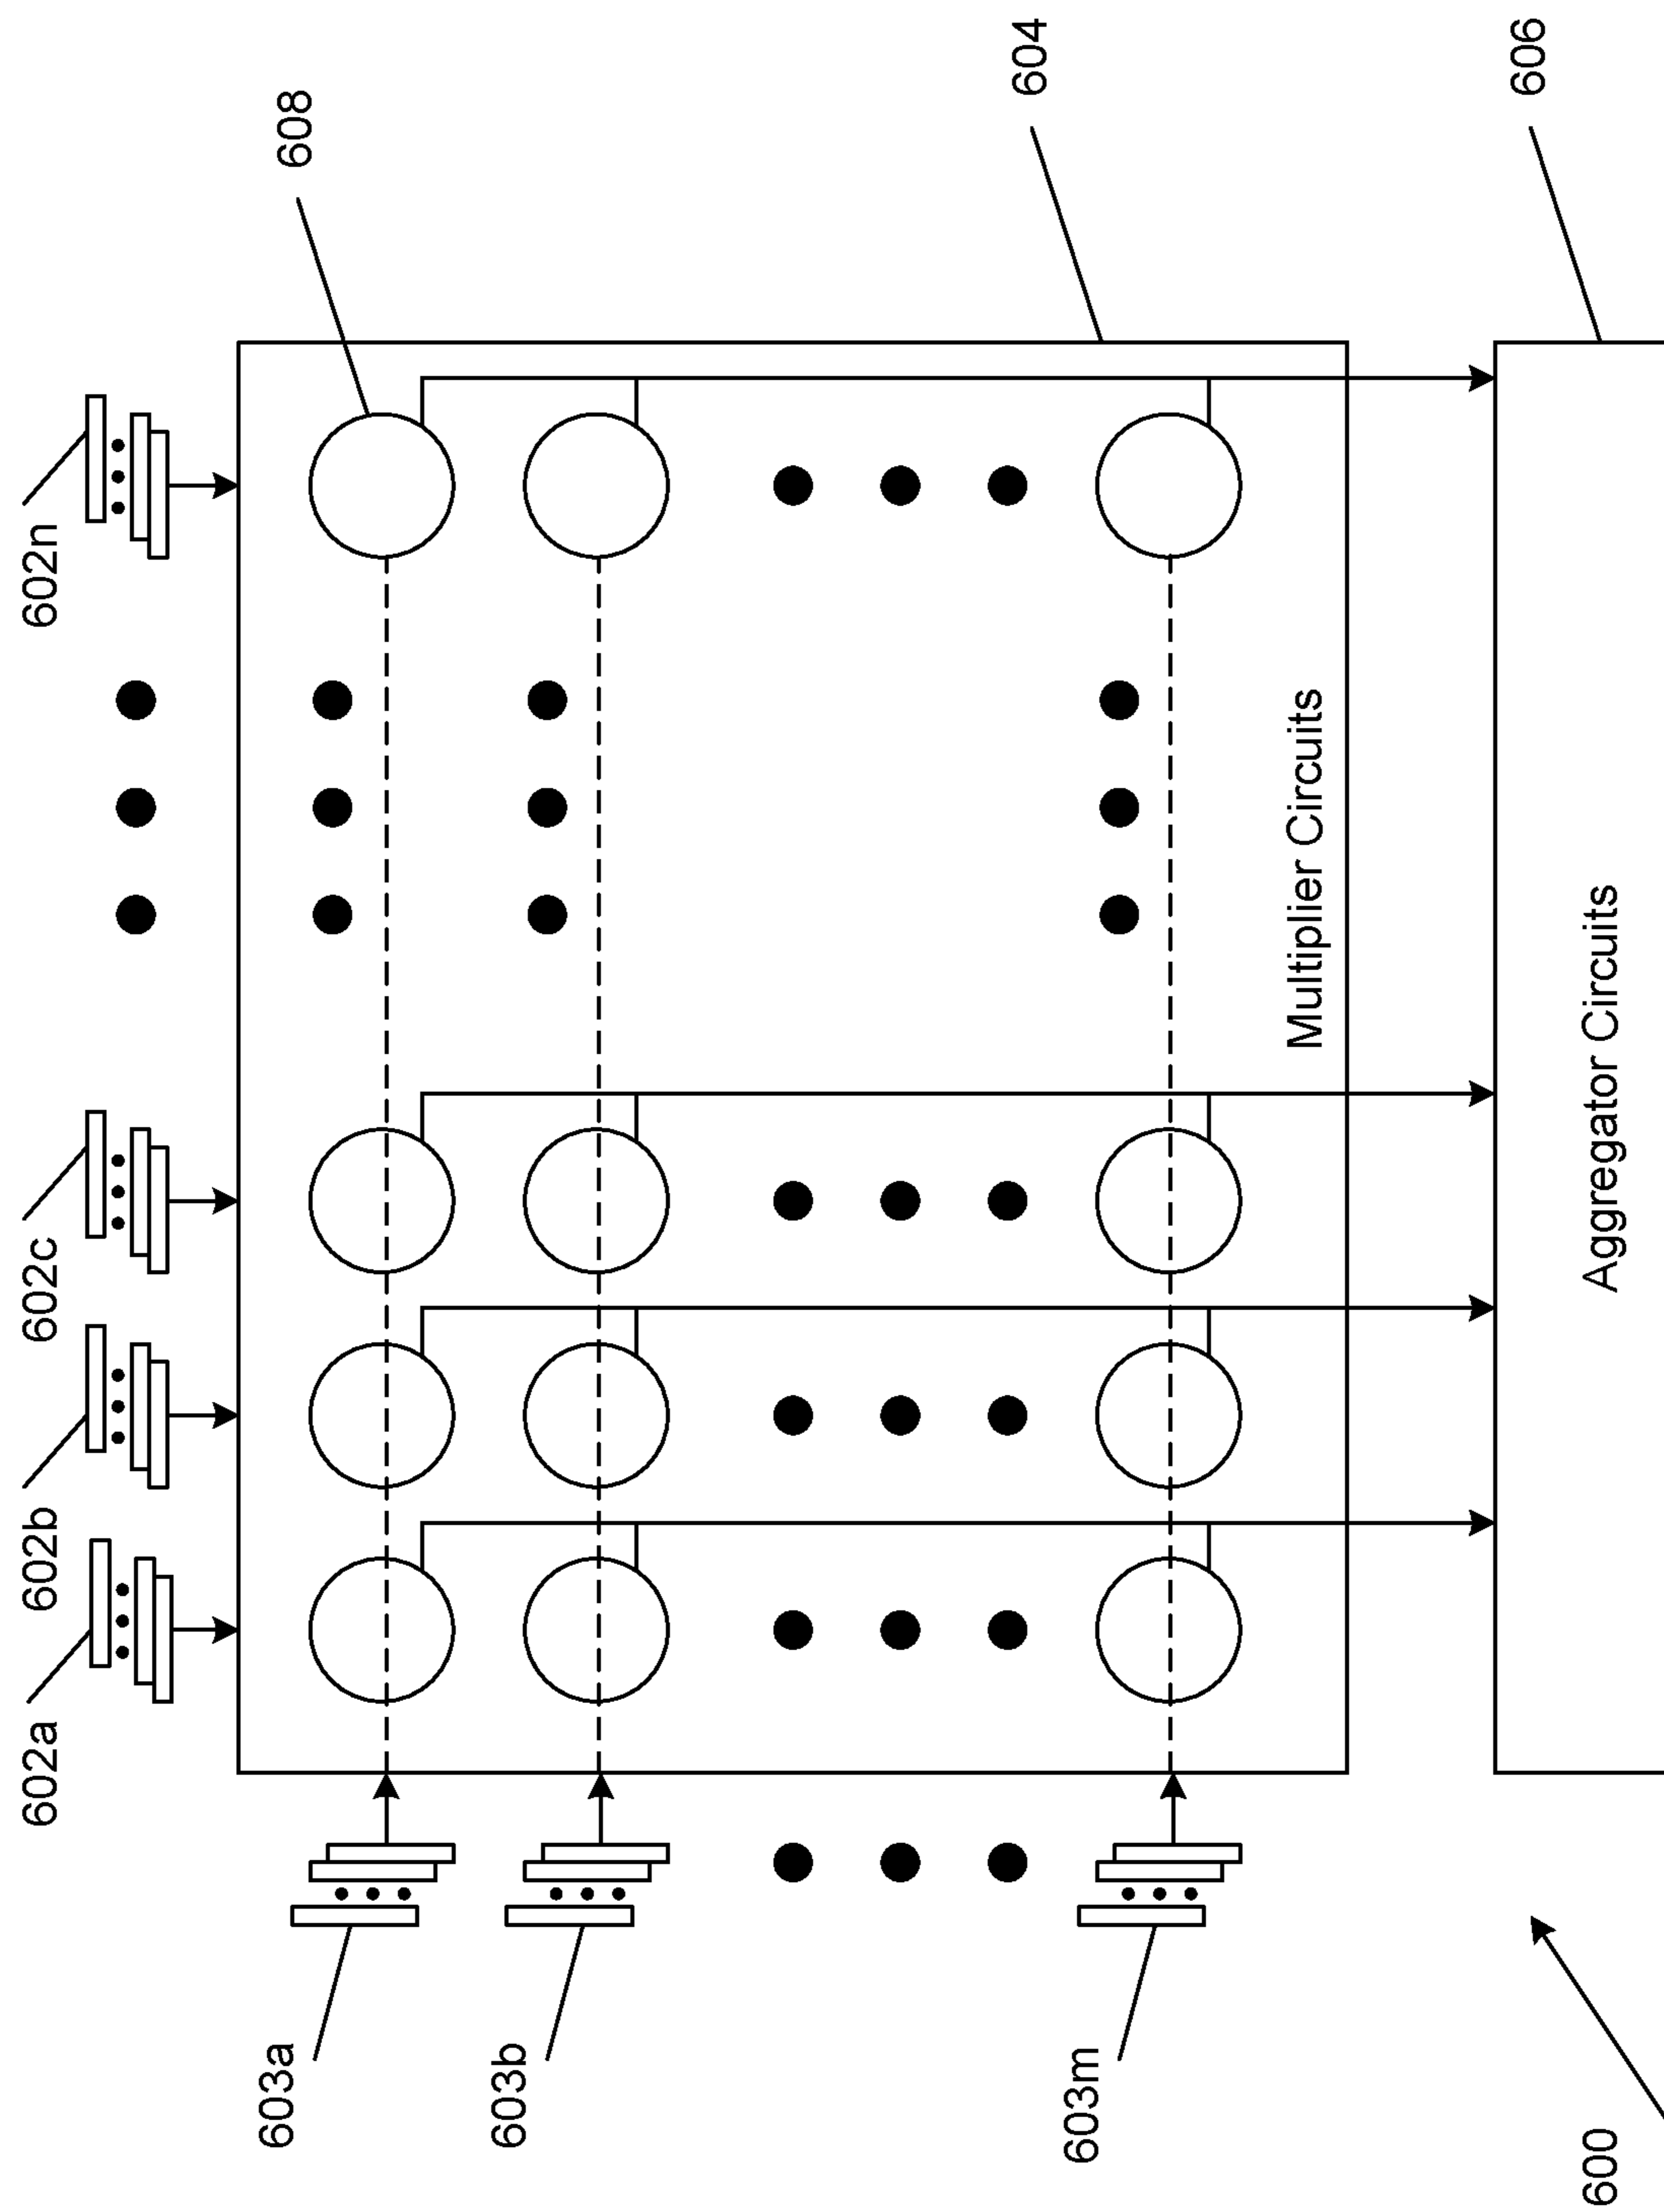 602a
602b
602c
602n
603a
603b
603m
608
604
606
Multiplier Circuits
Aggregator Circuits
600